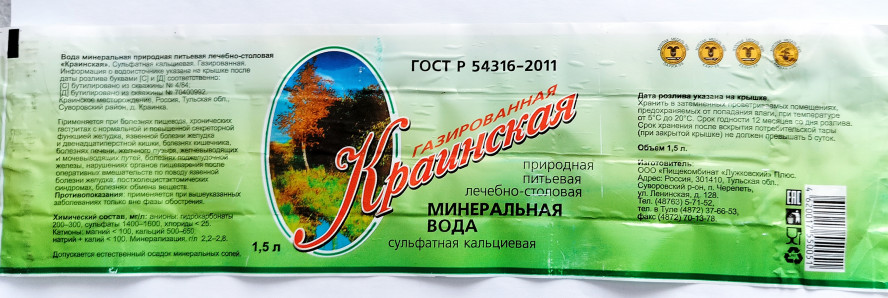 Вода минеральная природная питьевая лечебно-столовая
«Краинская». Сульфатная кальциевая. Газированная.
Информация о водоисточнике указана на крышке после
даты розлива буквами [С] и [Д] соответственно:
[С] бутилировано из скважины № 4/54;
[Д] бутилировано из скважины № 70400992.
Краинское месторождение. Россия, Тульская обл.,
Суворовский район, д. Краинка.
Применяется при болезнях пищевода, хронических
гастритах с нормальной и повышенной секреторной
функцией желудка, язвенной болезни желудка
и двенадцатиперстной кишки, болезнях кишечника,
болезнях печени, желчного пузыря, желчевыводящих
и мочевыводящих путей, болезнях поджелудочной
железы, нарушениях органов пищеварения после
оперативных вмешательств по поводу язвенной
болезни желудка, постхолецистэктомических
синдромах, болезнях обмена веществ.
Противопоказания: применяется при вышеуказанных
заболеваниях только вне фазы обострения.
Химический состав, мг/л: анионы: гидрокарбонаты
200–300, сульфаты 1400–1600, хлориды < 25.
Катионы: магний < 100, кальций 500–650,
натрий + калий < 100. Минерализация, г/л 2,2–2,8.
Допускается естественный осадок минеральных солей.
1,5 л
ГОСТ Р 54316-2011
ГАЗИРОВАННАЯ
Краинская
природная
питьевая
лечебно-столовая
МИНЕРАЛЬНАЯ
ВОДА
сульфатная кальциевая
Дата розлива указана на крышке.
Хранить в затемненных проветриваемых помещениях,
предохраняемых от попадания влаги, при температуре
от 5°С до 20°С. Срок годности 12 месяцев со дня розлива.
Срок хранения после вскрытия потребительской тары
(при закрытой крышке) не должен превышать 5 суток.
Объем 1,5 л.
Изготовитель
ООО "Пищекомбинат "Лужковский" Плюс.
Адрес: Россия, 301410, Тульская обл.,
Суворовский р-он, п. Черепеть,
ул. Ленинская, д. 128.
Тел. (48763) 5-71-52,
тел. в Туле (4872) 37-66-53,
факс (4872) 70-13-78
EAC